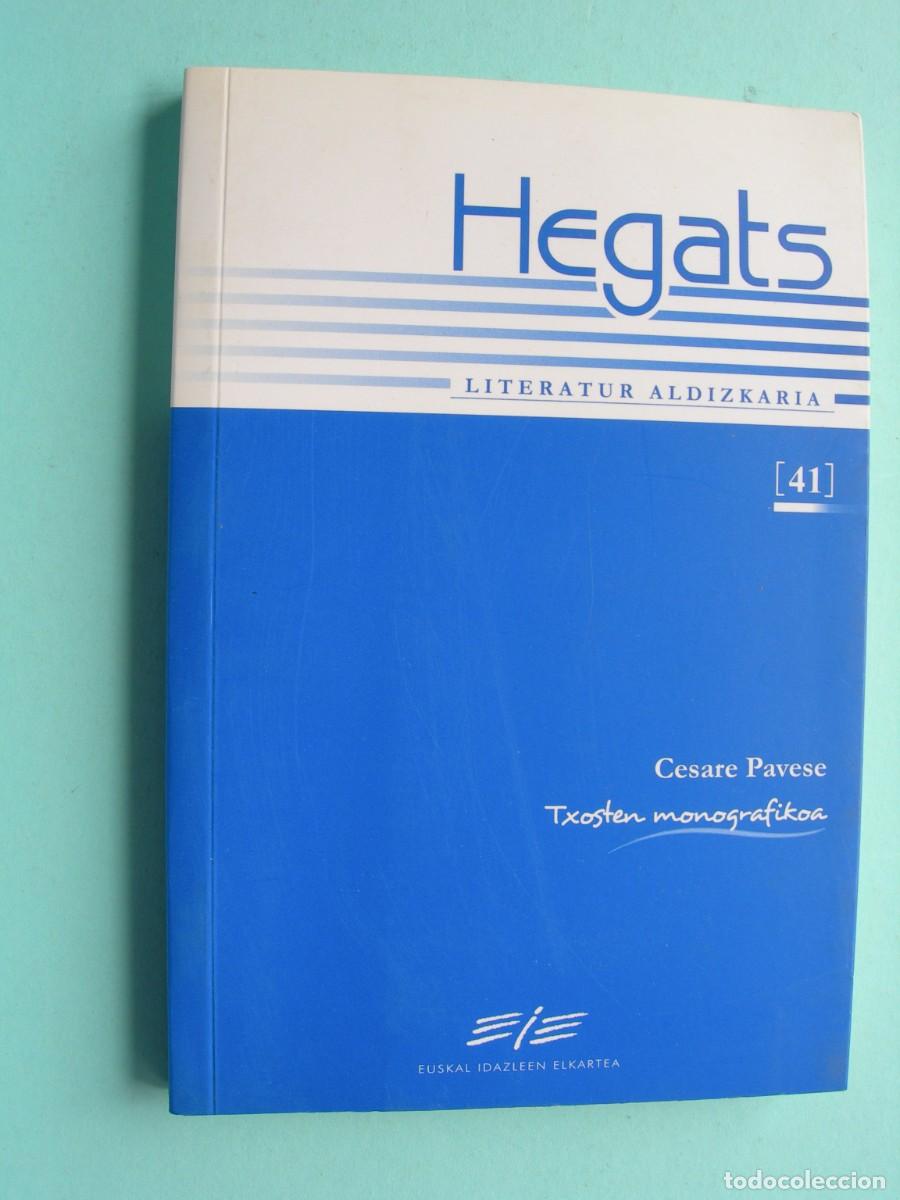 Hegats
LITERATUR ALDIZKARIA
[41]
Cesare Pavese
Txosten monografikoa
EIE
EUSKAL IDAZLEEN ELKARTEA
todocoleccion